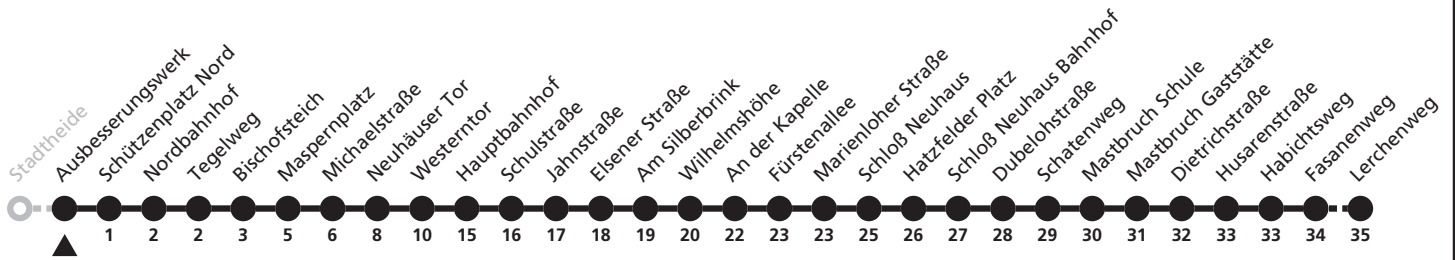 Stadtheide
Ausbesserungswerk
Schützenplatz Nord
Nordbahnhof
Tegelweg
Bischofsteich
Maspernplatz
Michaelstraße
Neuhäuser Tor
Westerntor
Hauptbahnhof
Schulstraße
Jahnstraße
Elsener Straße
Am Silberbrink
Wilhelmshöhe
An der Kapelle
Fürstenallee
Marienloher Straße
Schloß Neuhaus
Hatzfelder Platz
Schloß Neuhaus Bahnhof
Dubelohstraße
Schatenweg
Mastbruch Schule
Mastbruch Gaststätte
Dietrichstraße
Husarenstraße
Habichtsweg
Fasanenweg
Lerchenweg
1 2 2 3 5 6 8 10 15 16 17 18 19 20 22 23 23 25 26 27 28 29 30 31 32 33 33 34 35